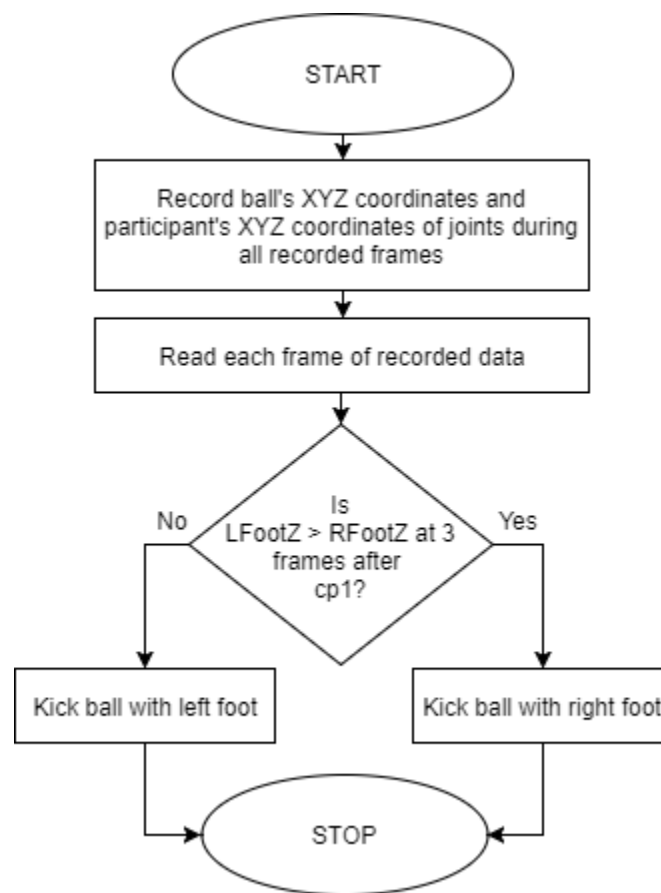 START
Record ball's XYZ coordinates and
participant's XYZ coordinates of joints during
all recorded frames
Read each frame of recorded data
Is
LFootZ > RFootZ at 3
frames after
cp1?
No
Yes
Kick ball with left foot
Kick ball with right foot
STOP